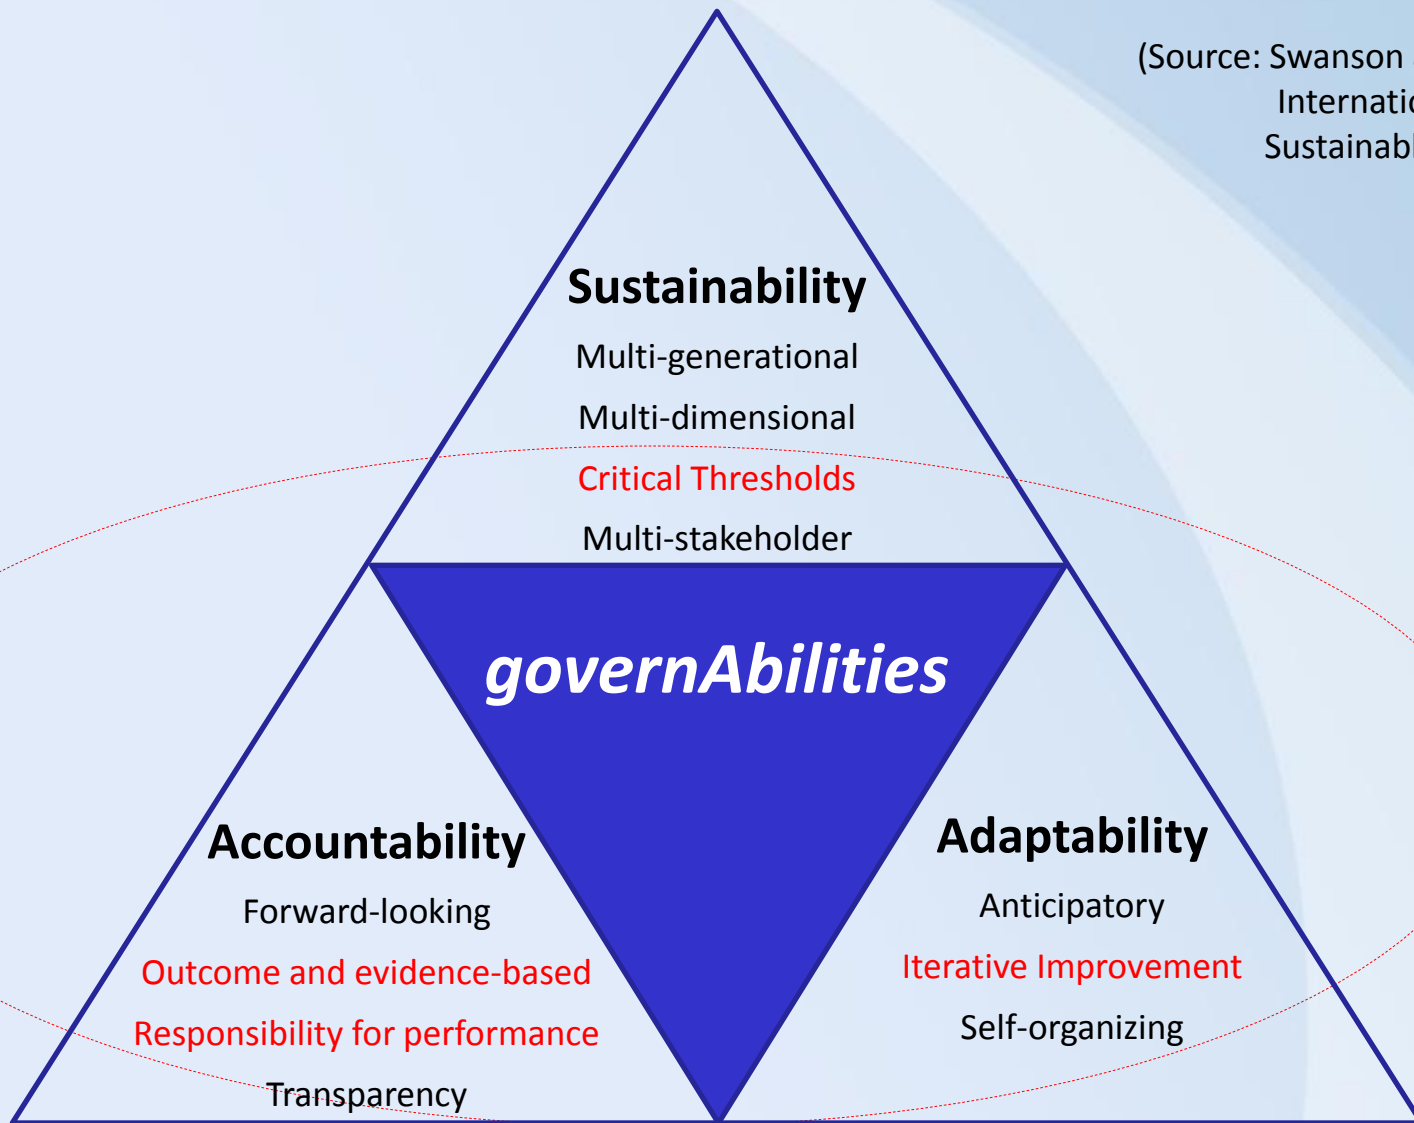 (Source: Swanson
Internatio
Sustainabl
Sustainability
Multi-generational
Multi-dimensional
Critical Thresholds
Multi-stakeholder
governAbilities
Accountability
Forward-looking
Outcome and evidence-based
Responsibility for performance
Transparency
Adaptability
Anticipatory
Iterative Improvement
Self-organizing